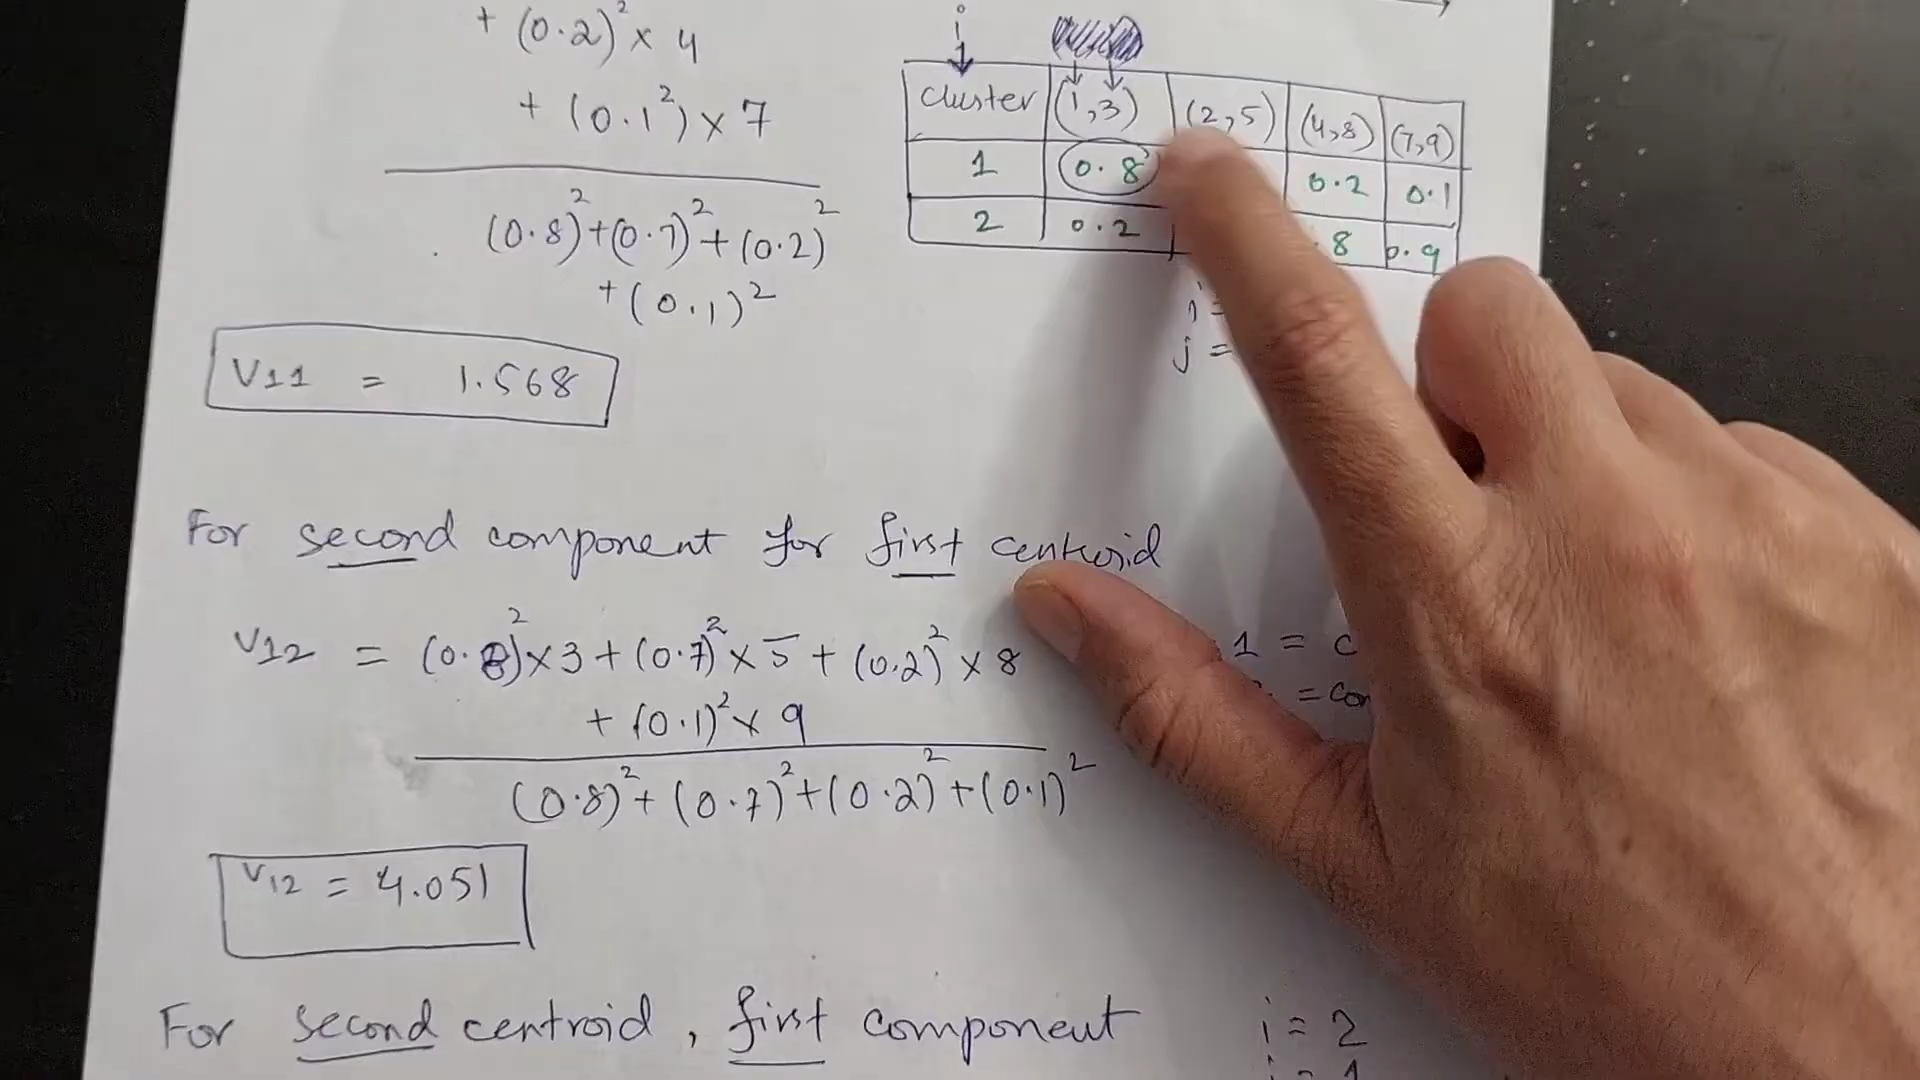 + (0.2)² × 4
+ (0.1²) × 7
(0.8)² + (0.7)² + (0.2)²
+ (0.1)²
V11 = 1.568
i
1
cluster (1,3) (2,5) (4,8) (7,9)
1 0.8 0.2 0.1
2 0.2 8 0.9
i =
j =
For second component for first centroid
V12 = (0.8)² × 3 + (0.7)² × 5 + (0.2)² × 8
+ (0.1)² × 9
(0.8)² + (0.7)² + (0.2)² + (0.1)²
1 = c
= con
V12 = 4.051
For second centroid, first component
i = 2